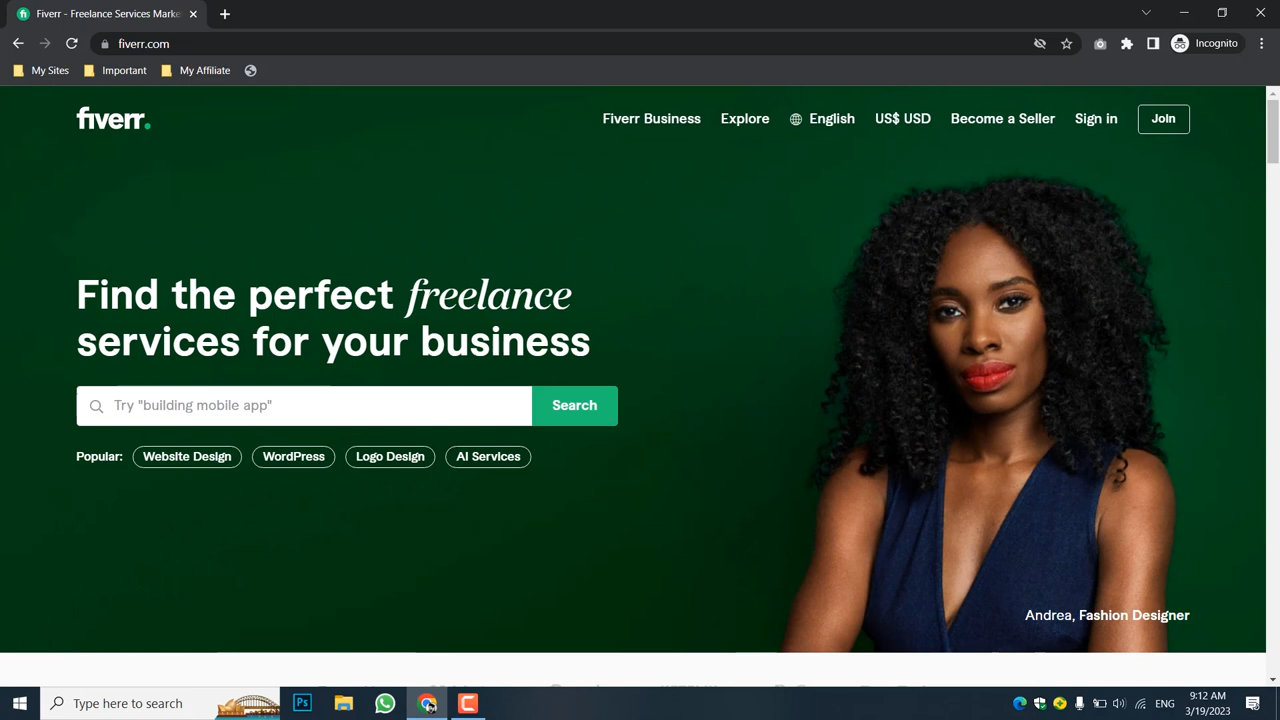 Fiverr - Freelance Services Marke
fiverr.com
Incognito
My Sites
Important
My Affiliate
fiverr.
Fiverr Business
Explore
English
US$ USD
Become a Seller
Sign in
Join
Find the perfect freelance
services for your business
Try "building mobile app"
Search
Popular:
Website Design
WordPress
Logo Design
AI Services
Andrea, Fashion Designer
Type here to search
Ps
ENG
9:12 AM
3/19/2023